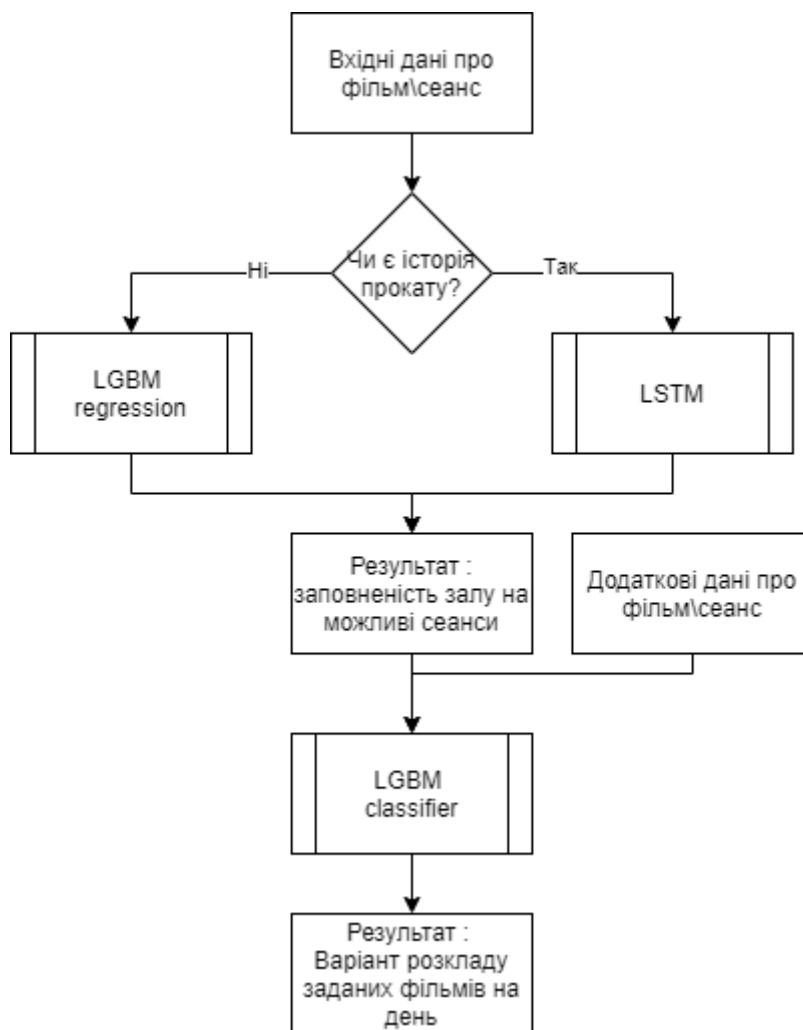 Вхідні дані про
фільм\сеанс
Чи є історія
прокату?
Ні
Так
LGBM
regression
LSTM
Результат :
заповненість залу на
можливі сеанси
Додаткові дані про
фільм\сеанс
LGBM
classifier
Результат :
Варіант розкладу
заданих фільмів на
день